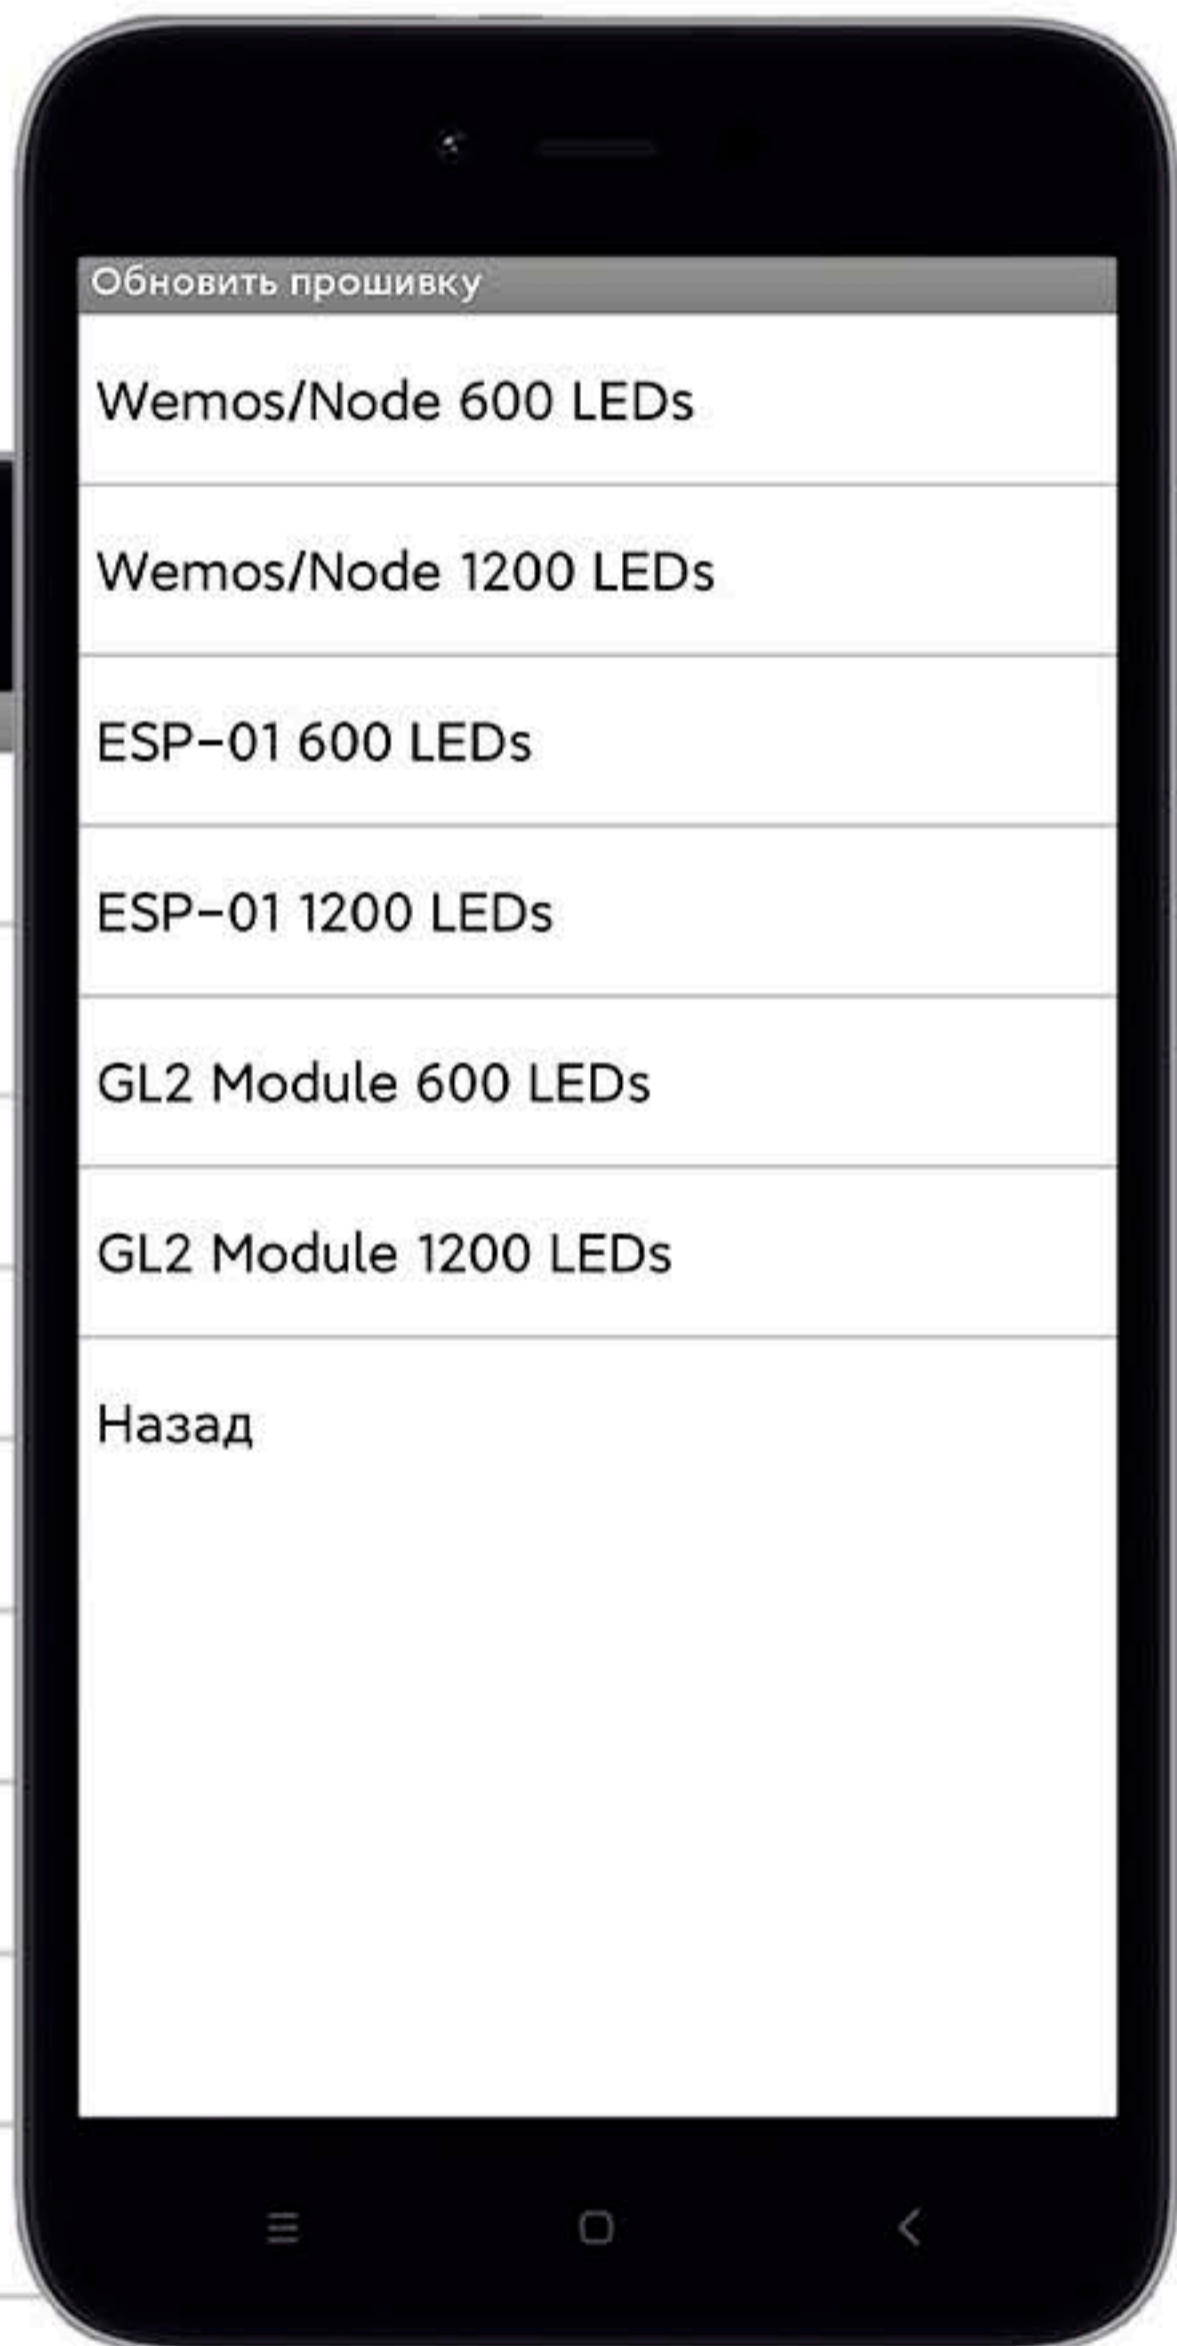 Обновить прошивку
Wemos/Node 600 LEDs
Wemos/Node 1200 LEDs
ESP-01 600 LEDs
ESP-01 1200 LEDs
GL2 Module 600 LEDs
GL2 Module 1200 LEDs
Назад